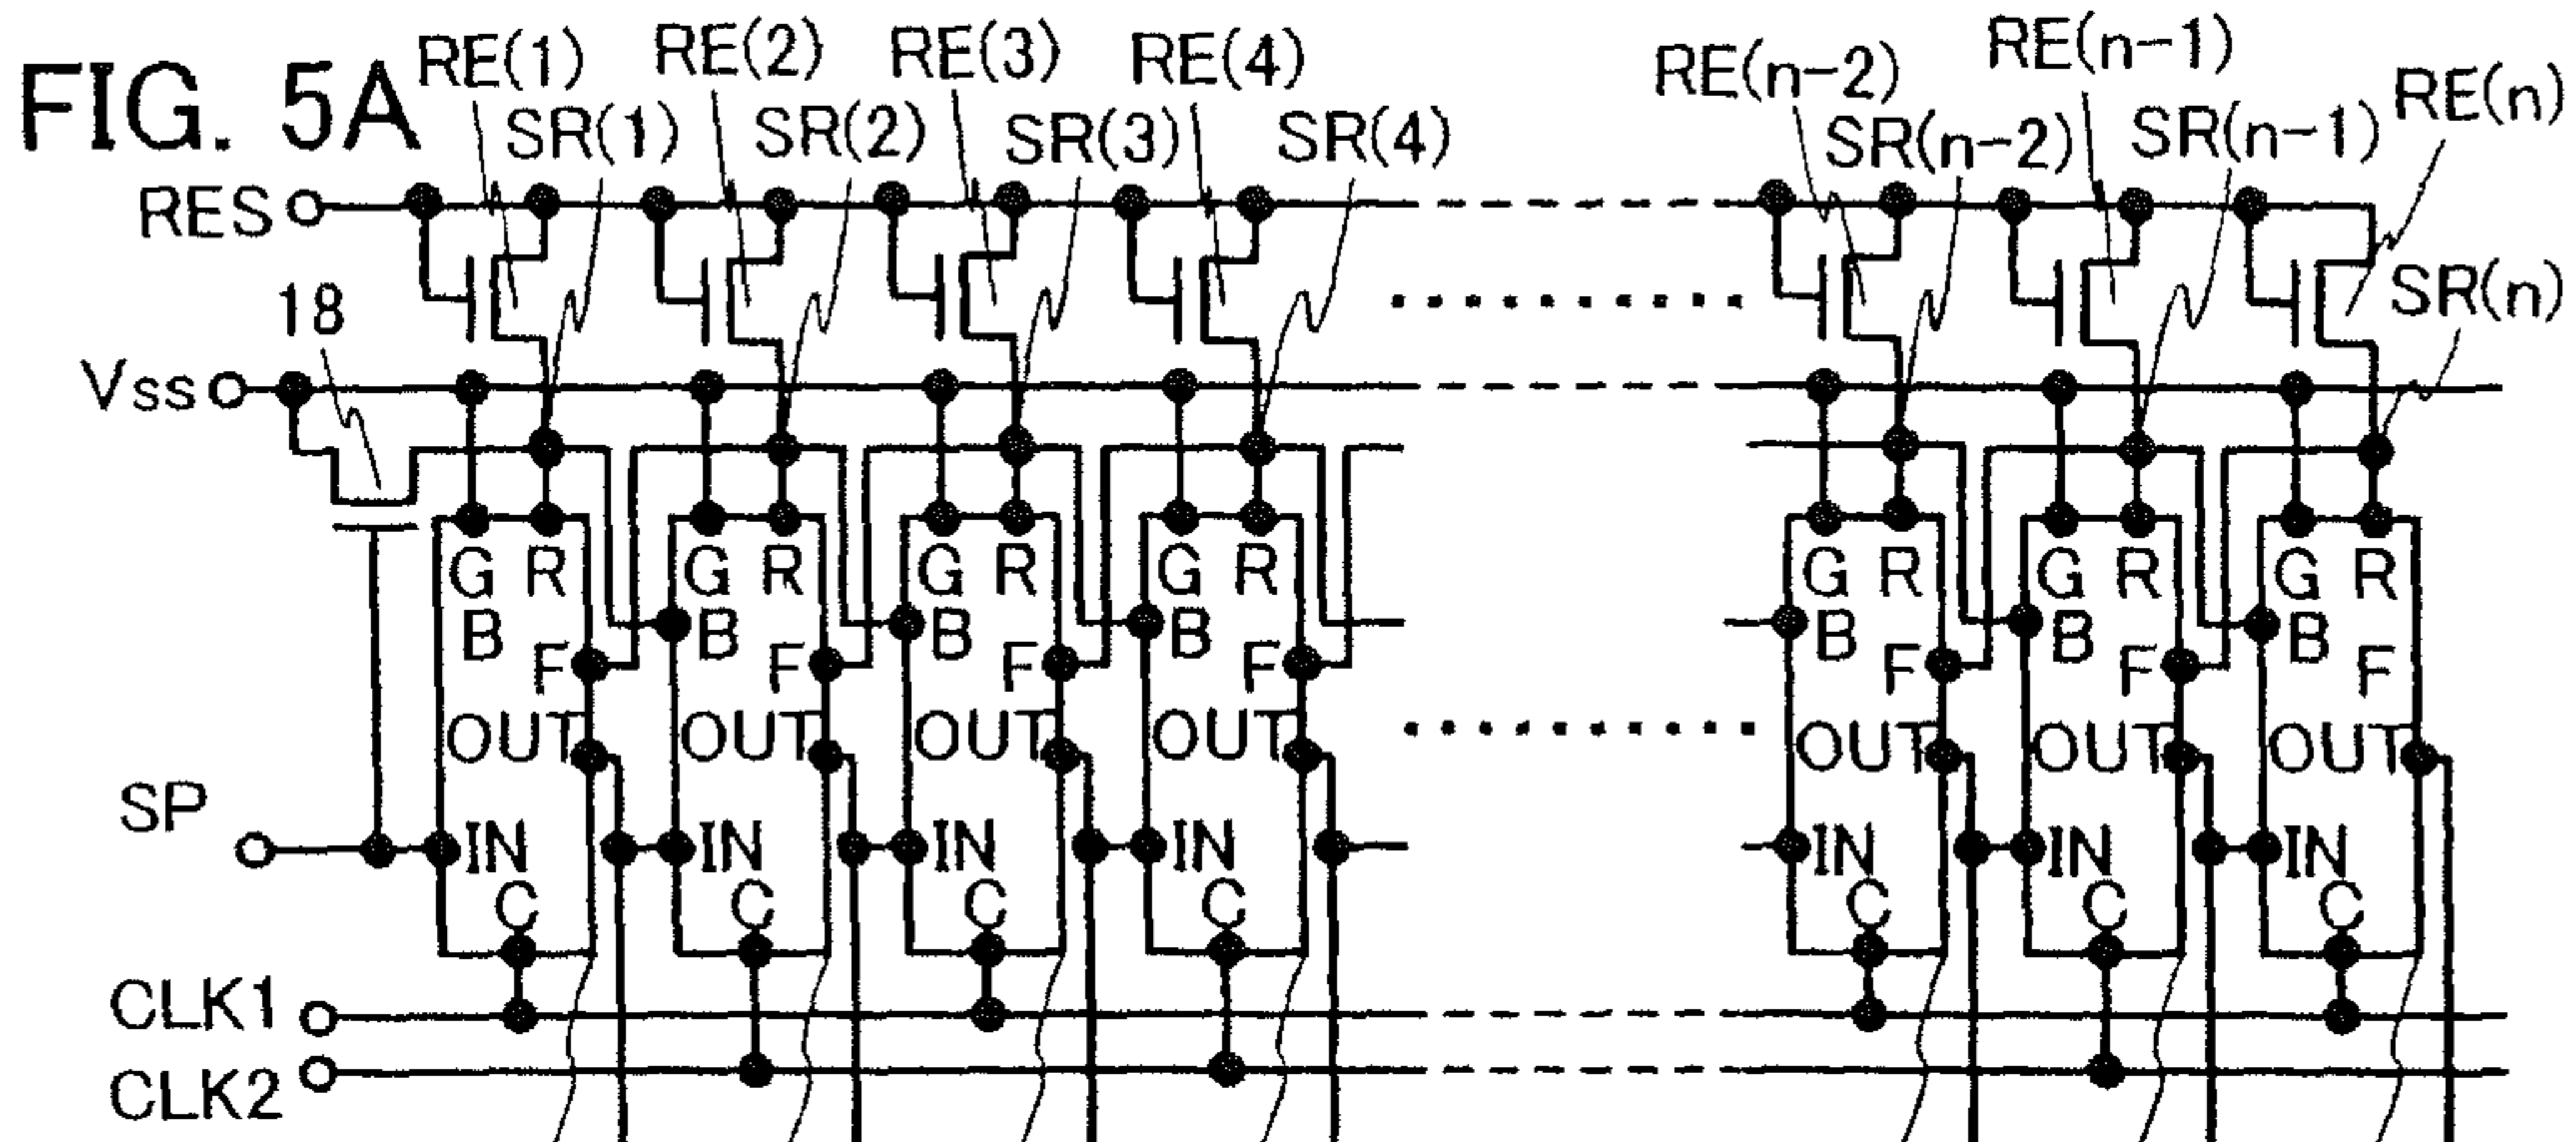 FIG. 5A
RE(1) RE(2) RE(3) RE(4) RE(n-2) RE(n-1) RE(n)
SR(1) SR(2) SR(3) SR(4) SR(n-2) SR(n-1)
RES
SR(n)
18
Vss
G R G R G R G R G R G R G R
B B B B B B B
F F F F F F F
OUT OUT OUT OUT OUT OUT OUT
SP
IN IN IN IN IN IN IN
C C C C C C C
CLK1
CLK2